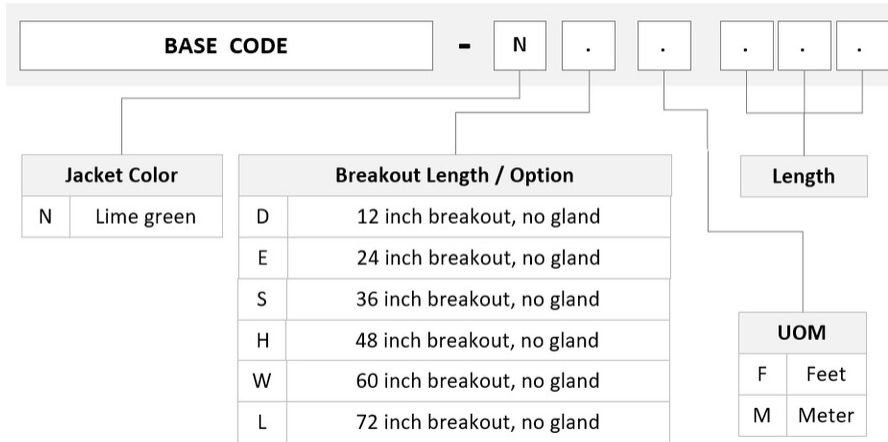 BASE CODE - N . . . . .
Jacket Color
N Lime green
Breakout Length / Option
D 12 inch breakout, no gland
E 24 inch breakout, no gland
S 36 inch breakout, no gland
H 48 inch breakout, no gland
W 60 inch breakout, no gland
L 72 inch breakout, no gland
Length
UOM
F Feet
M Meter